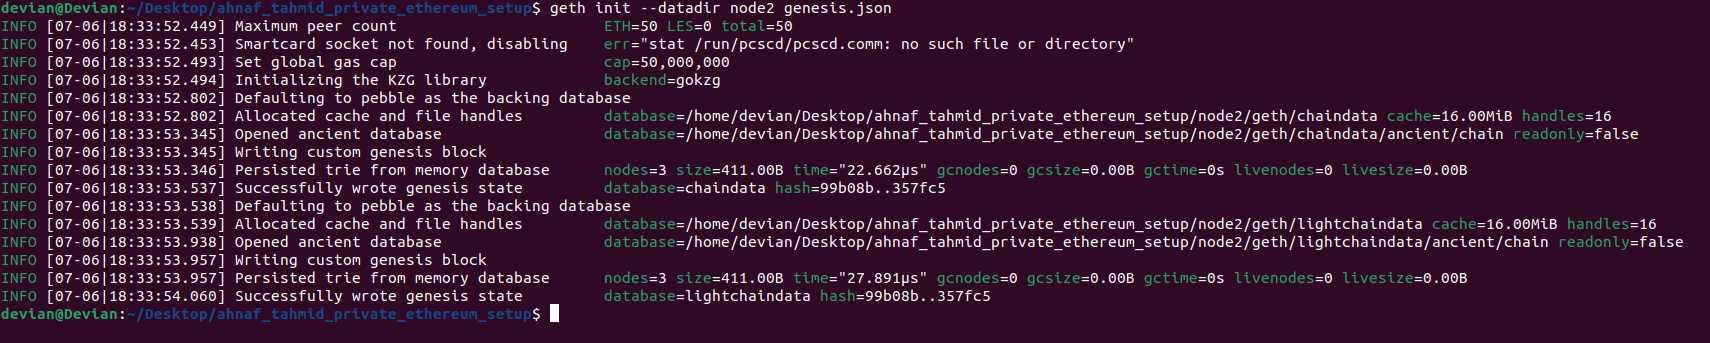 devian@Devian:~/Desktop/ahnaf_tahmid_private_ethereum_setup$ geth init --datadir node2 genesis.json
INFO [07-06|18:33:52.449] Maximum peer count                       ETH=50 LES=0 total=50
INFO [07-06|18:33:52.453] Smartcard socket not found, disabling    err="stat /run/pcscd/pcscd.comm: no such file or directory"
INFO [07-06|18:33:52.493] Set global gas cap                       cap=50,000,000
INFO [07-06|18:33:52.494] Initializing the KZG library             backend=gokzg
INFO [07-06|18:33:52.802] Defaulting to pebble as the backing database
INFO [07-06|18:33:52.802] Allocated cache and file handles         database=/home/devian/Desktop/ahnaf_tahmid_private_ethereum_setup/node2/geth/chaindata cache=16.00MiB handles=16
INFO [07-06|18:33:53.345] Opened ancient database                  database=/home/devian/Desktop/ahnaf_tahmid_private_ethereum_setup/node2/geth/chaindata/ancient/chain readonly=false
INFO [07-06|18:33:53.345] Writing custom genesis block
INFO [07-06|18:33:53.346] Persisted trie from memory database      nodes=3 size=411.00B time="22.662µs" gcnodes=0 gcsize=0.00B gctime=0s livenodes=0 livesize=0.00B
INFO [07-06|18:33:53.537] Successfully wrote genesis state         database=chaindata hash=99b08b..357fc5
INFO [07-06|18:33:53.538] Defaulting to pebble as the backing database
INFO [07-06|18:33:53.539] Allocated cache and file handles         database=/home/devian/Desktop/ahnaf_tahmid_private_ethereum_setup/node2/geth/lightchaindata cache=16.00MiB handles=16
INFO [07-06|18:33:53.938] Opened ancient database                  database=/home/devian/Desktop/ahnaf_tahmid_private_ethereum_setup/node2/geth/lightchaindata/ancient/chain readonly=false
INFO [07-06|18:33:53.957] Writing custom genesis block
INFO [07-06|18:33:53.957] Persisted trie from memory database      nodes=3 size=411.00B time="27.891µs" gcnodes=0 gcsize=0.00B gctime=0s livenodes=0 livesize=0.00B
INFO [07-06|18:33:54.060] Successfully wrote genesis state         database=lightchaindata hash=99b08b..357fc5
devian@Devian:~/Desktop/ahnaf_tahmid_private_ethereum_setup$